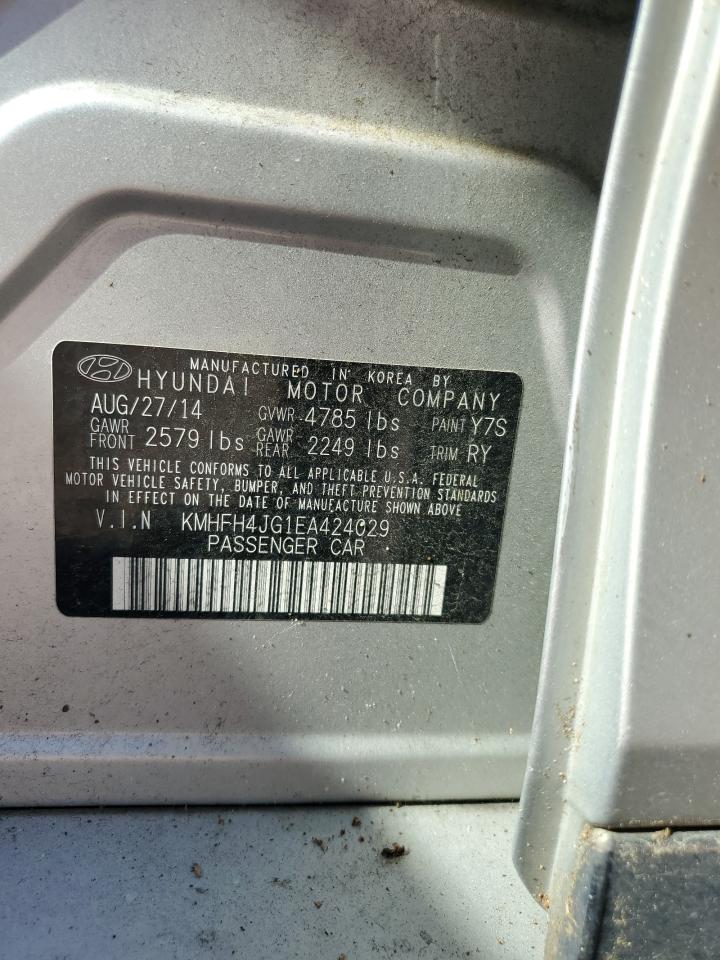 MANUFACTURED IN KOREA BY
HYUNDAI MOTOR COMPANY
AUG/27/14 GVWR 4785 lbs PAINT Y7S
GAWR FRONT 2579 lbs GAWR REAR 2249 lbs TRIM RY
THIS VEHICLE CONFORMS TO ALL APPLICABLE U.S.A. FEDERAL
MOTOR VEHICLE SAFETY, BUMPER, AND THEFT PREVENTION STANDARDS
IN EFFECT ON THE DATE OF MANUFACTURE SHOWN ABOVE
V.I.N KMHFH4JG1EA424029
PASSENGER CAR